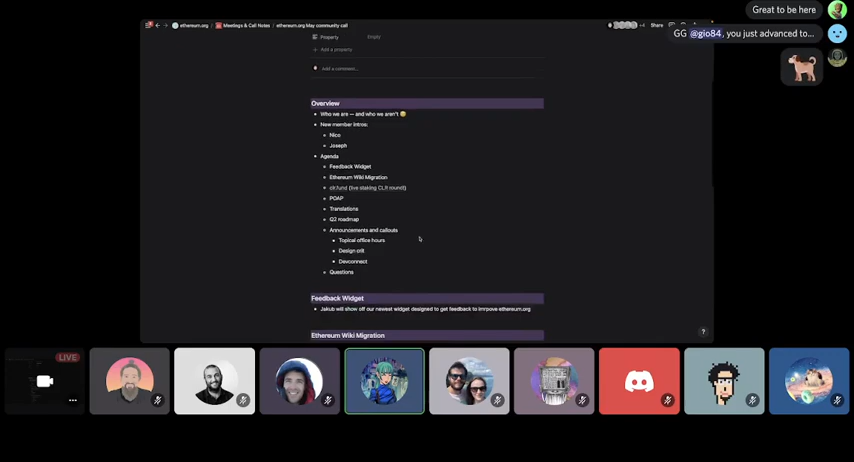 Great to be here
GG @gio84, you just advanced to...
ethereum.org / Meetings & Call Notes / ethereum.org May community call
+4 Share
Property Empty
+ Add a property
Add a comment...
Overview
• Who we are — and who we aren't 😅
• New member intros:
• Nico
• Joseph
• Agenda
• Feedback Widget
• Ethereum Wiki Migration
• clr.fund (live staking CLR round!)
• POAP
• Translations
• Q2 roadmap
• Announcements and callouts
• Topical office hours
• Design crit
• Devconnect
• Questions
Feedback Widget
• Jakub will show off our newest widget designed to get feedback to improve ethereum.org
Ethereum Wiki Migration
?
LIVE